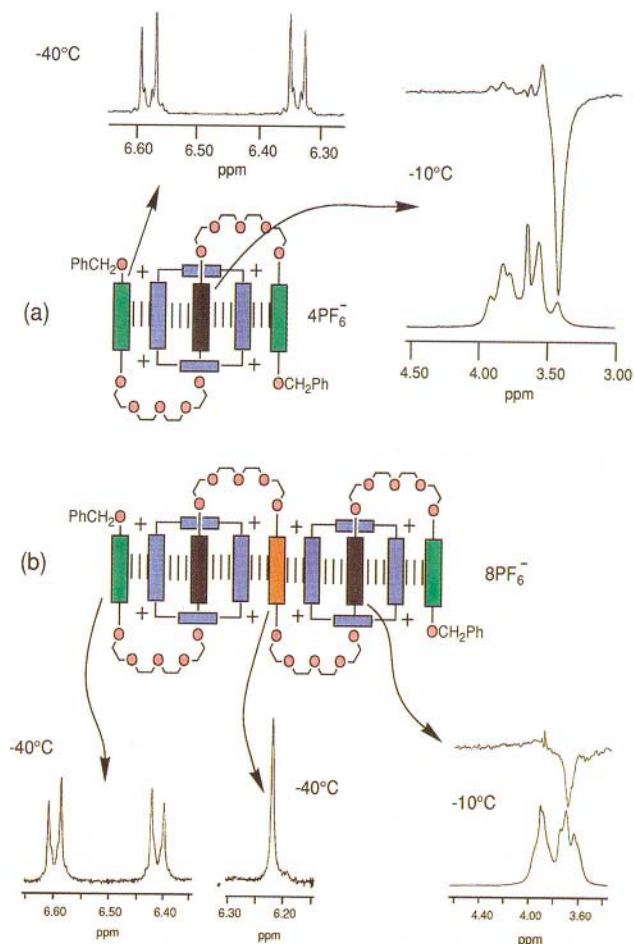 -40°C
6.60 6.50 6.40 6.30
ppm
-10°C
4.50 4.00 3.50 3.00
ppm
PhCH2
+ +
(a)
4PF6−
+ +
CH2Ph
PhCH2
+ + + +
(b)
8PF6−
+ + + +
CH2Ph
-40°C
6.60 6.50 6.40
ppm
-40°C
6.30 6.20
ppm
-10°C
4.40 4.00 3.60
ppm